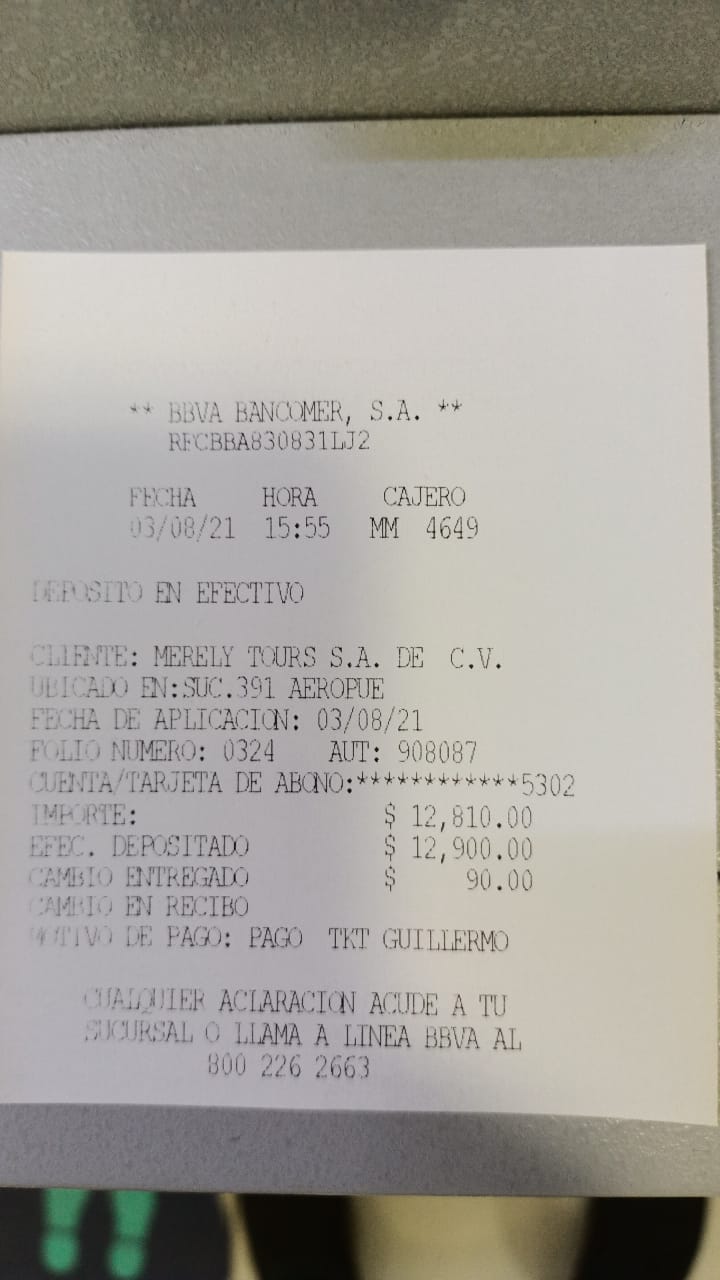 ** BBVA BANCOMER, S.A. **
RFCBBA830831LJ2
FECHA HORA CAJERO
03/08/21 15:55 MM 4649
DEPOSITO EN EFECTIVO
CLIENTE: MERELY TOURS S.A. DE C.V.
UBICADO EN:SUC.391 AEROPUE
FECHA DE APLICACION: 03/08/21
FOLIO NUMERO: 0324 AUT: 908087
CUENTA/TARJETA DE ABONO:************5302
IMPORTE: $ 12,810.00
EFEC. DEPOSITADO $ 12,900.00
CAMBIO ENTREGADO $ 90.00
CAMBIO EN RECIBO
MOTIVO DE PAGO: PAGO TKT GUILLERMO
CUALQUIER ACLARACION ACUDE A TU
SUCURSAL O LLAMA A LINEA BBVA AL
800 226 2663